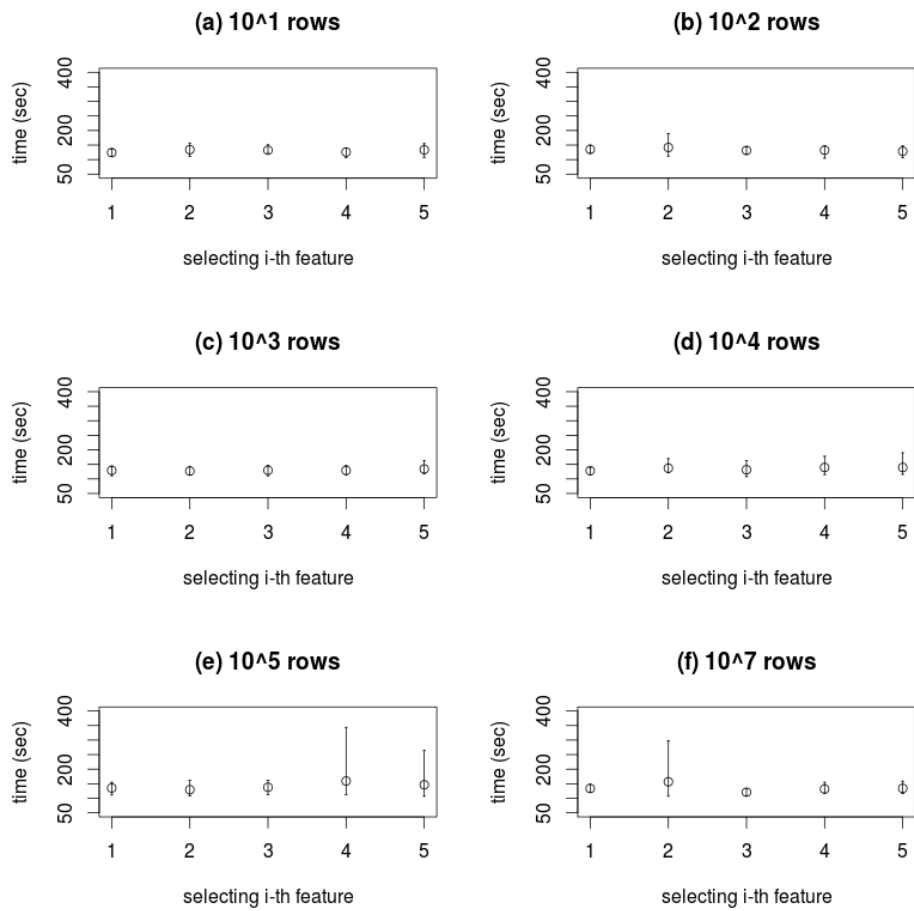 (a) 10^1 rows
time (sec)
400
200
50
1 2 3 4 5
selecting i-th feature
(b) 10^2 rows
time (sec)
400
200
50
1 2 3 4 5
selecting i-th feature
(c) 10^3 rows
time (sec)
400
200
50
1 2 3 4 5
selecting i-th feature
(d) 10^4 rows
time (sec)
400
200
50
1 2 3 4 5
selecting i-th feature
(e) 10^5 rows
time (sec)
400
200
50
1 2 3 4 5
selecting i-th feature
(f) 10^7 rows
time (sec)
400
200
50
1 2 3 4 5
selecting i-th feature